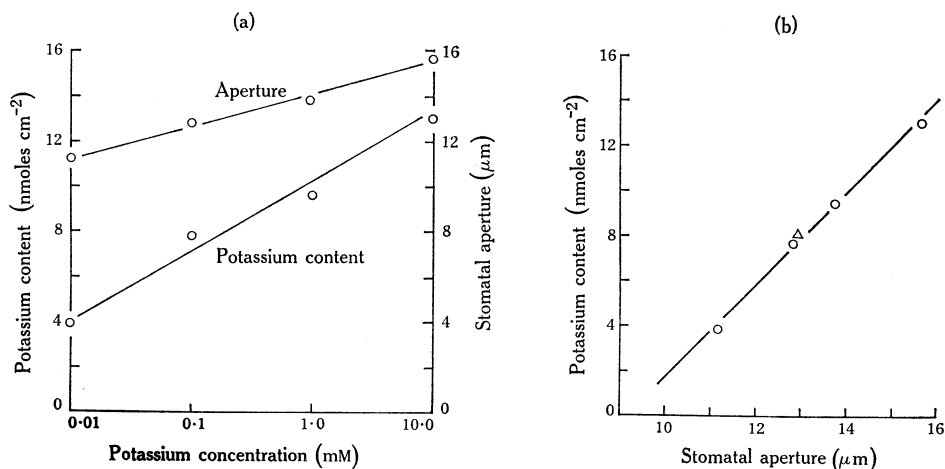 (a)
16
12
8
4
0
Potassium content (nmoles cm⁻²)
Aperture
Potassium content
16
12
8
4
0
Stomatal aperture (μm)
0·01
0·1
1·0
10·0
Potassium concentration (mM)
(b)
16
12
8
4
0
Potassium content (nmoles cm⁻²)
10
12
14
16
Stomatal aperture (μm)